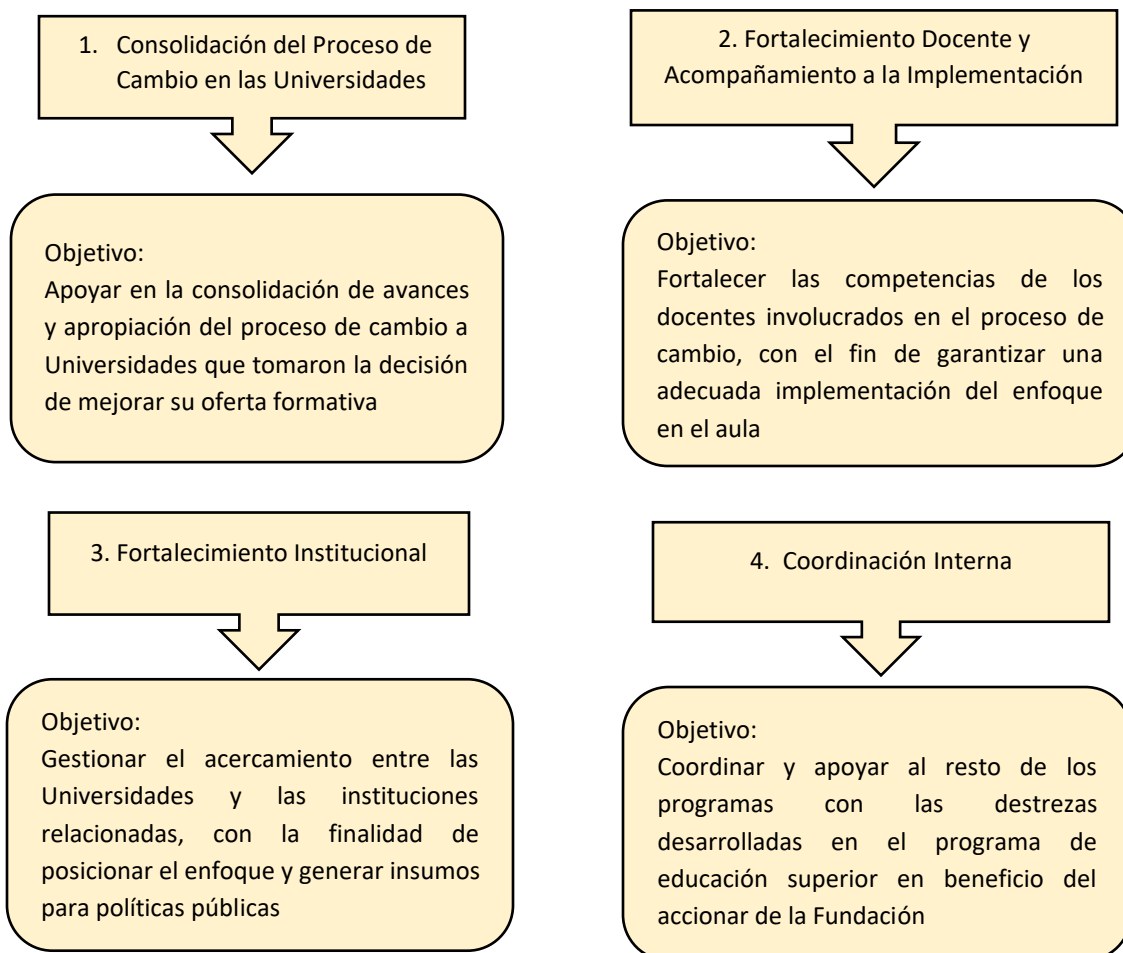 1. Consolidación del Proceso de
Cambio en las Universidades
Objetivo:
Apoyar en la consolidación de avances
y apropiación del proceso de cambio a
Universidades que tomaron la decisión
de mejorar su oferta formativa
2. Fortalecimiento Docente y
Acompañamiento a la Implementación
Objetivo:
Fortalecer las competencias de los
docentes involucrados en el proceso de
cambio, con el fin de garantizar una
adecuada implementación del enfoque
en el aula
3. Fortalecimiento Institucional
Objetivo:
Gestionar el acercamiento entre las
Universidades y las instituciones
relacionadas, con la finalidad de
posicionar el enfoque y generar insumos
para políticas públicas
4. Coordinación Interna
Objetivo:
Coordinar y apoyar al resto de los
programas con las destrezas
desarrolladas en el programa de
educación superior en beneficio del
accionar de la Fundación